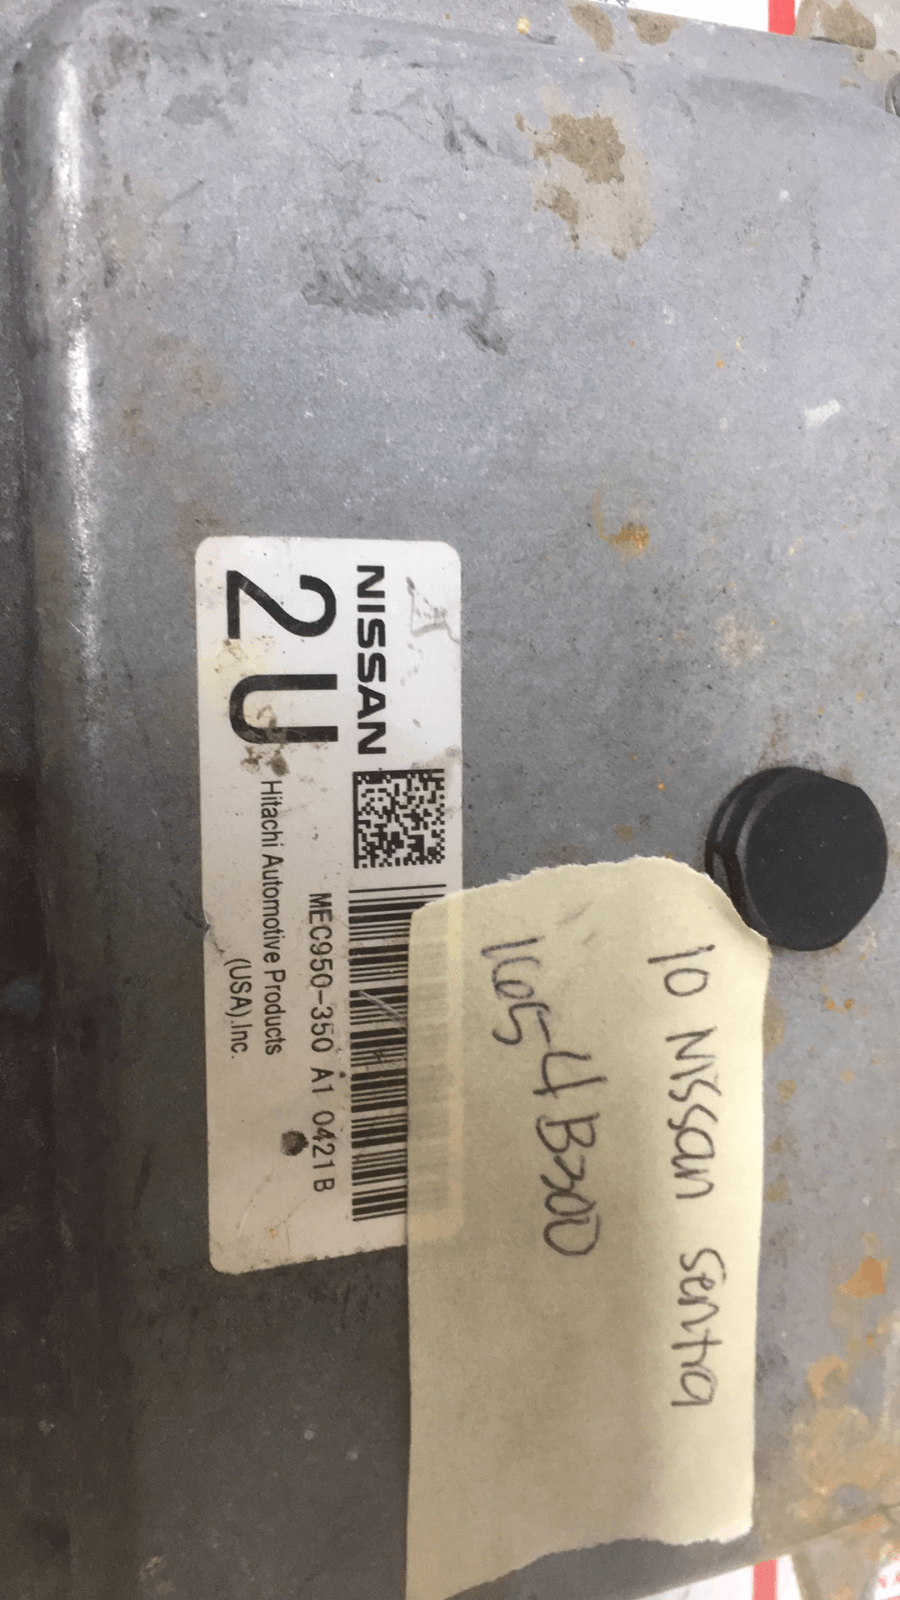 NISSAN
2U
MEC950-350 A1 0421B
Hitachi Automotive Products
(USA).Inc.
10 Nissan Sentra
1605-4B300